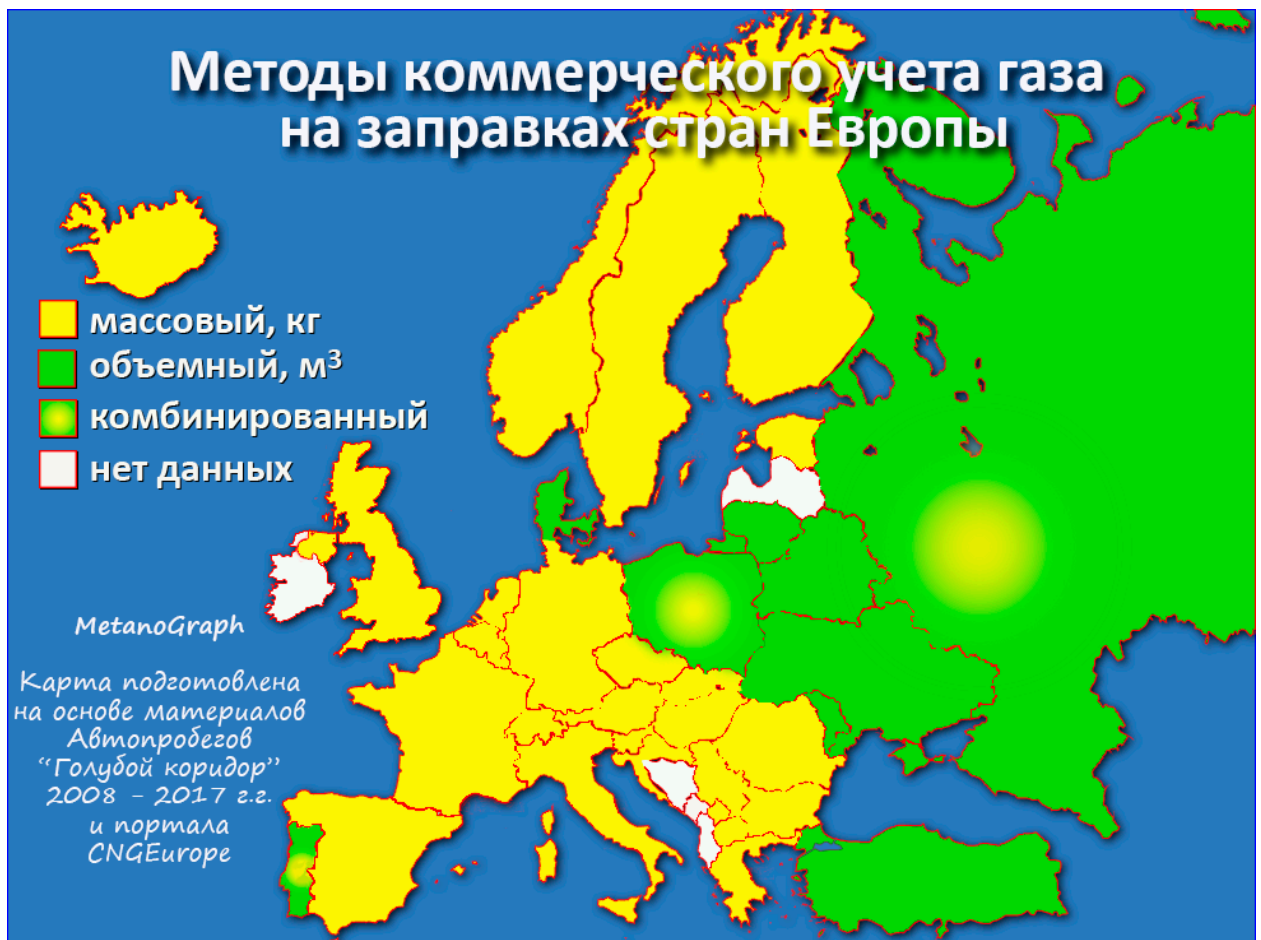 Методы коммерческого учета газа
на заправках стран Европы
массовый, кг
объемный, м³
комбинированный
нет данных
MetanoGraph
Карта подготовлена
на основе материалов
Автопробегов
“Голубой коридор”
2008 - 2017 г.г.
и портала
CNGEurope